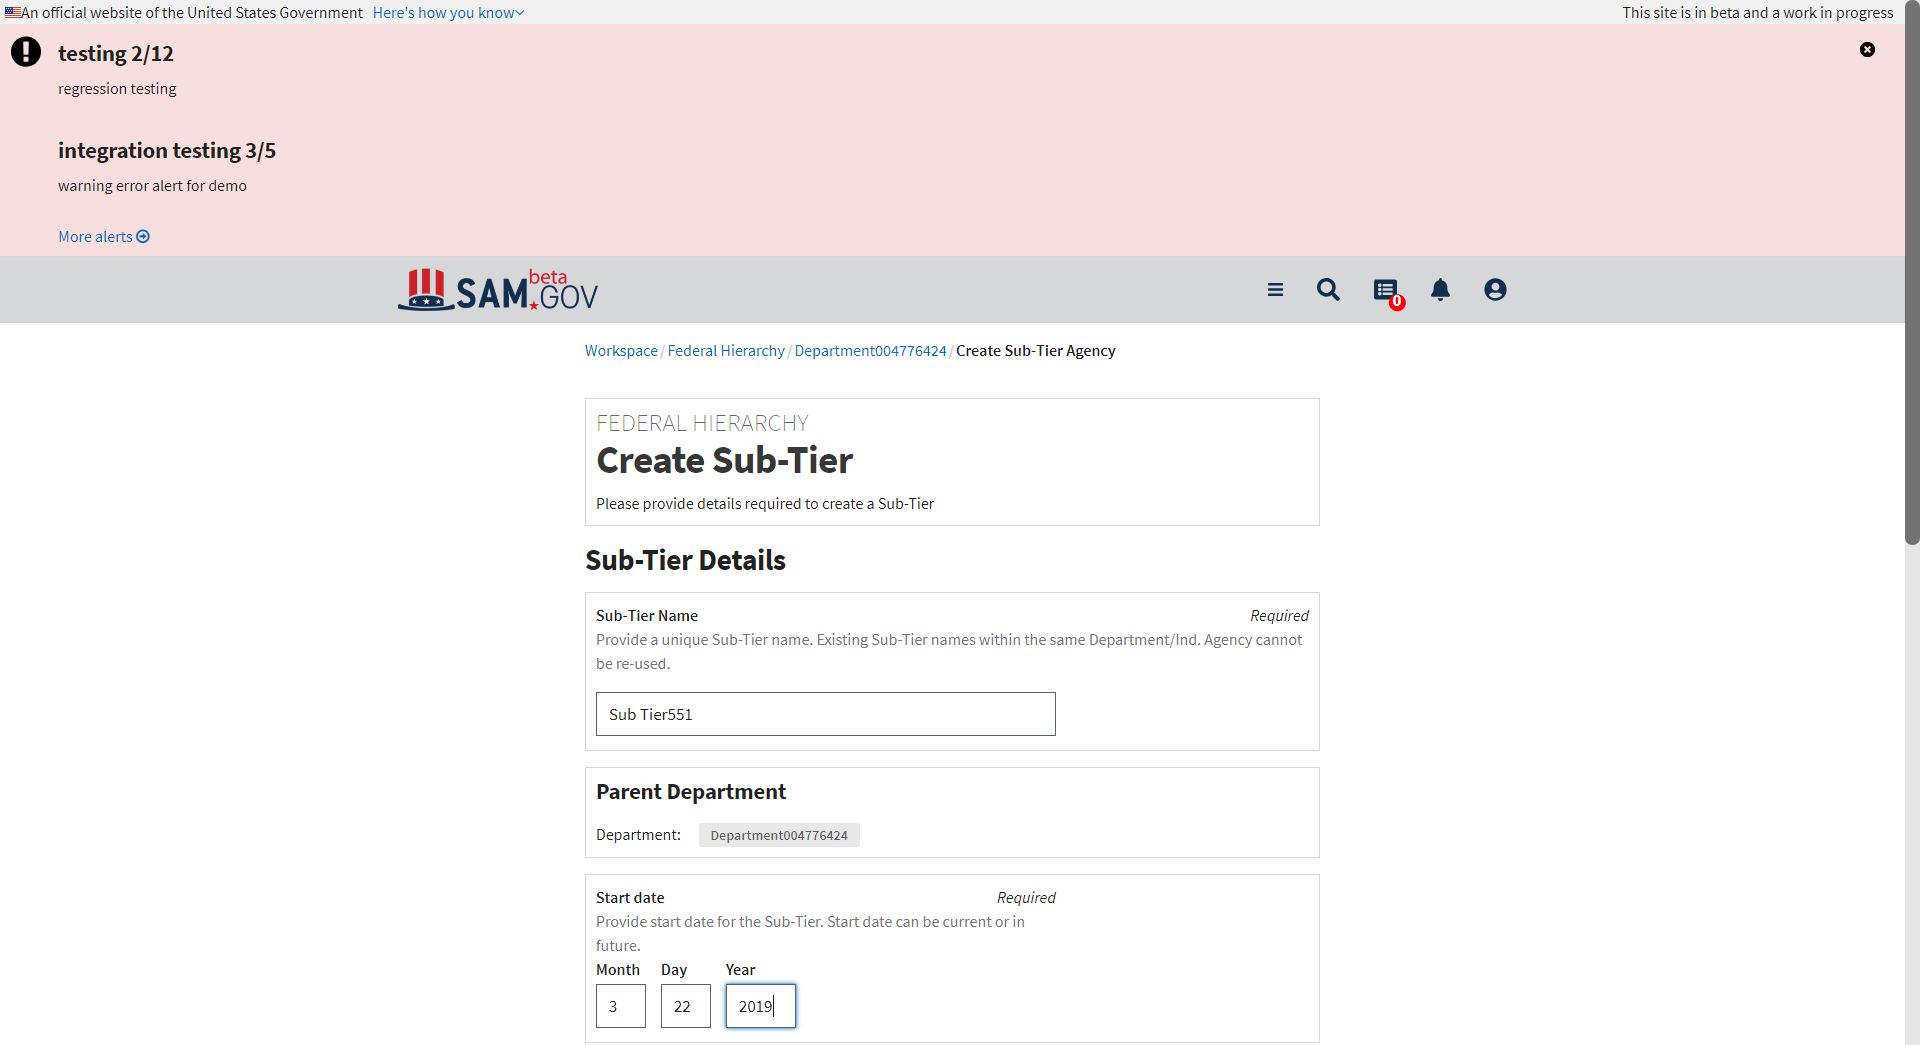 An official website of the United States Government Here's how you know
This site is in beta and a work in progress
testing 2/12
regression testing
integration testing 3/5
warning error alert for demo
More alerts
SAM.GOV beta
0
Workspace / Federal Hierarchy / Department004776424 / Create Sub-Tier Agency
FEDERAL HIERARCHY
Create Sub-Tier
Please provide details required to create a Sub-Tier
Sub-Tier Details
Sub-Tier Name Required
Provide a unique Sub-Tier name. Existing Sub-Tier names within the same Department/Ind. Agency cannot
be re-used.
Sub Tier551
Parent Department
Department: Department004776424
Start date Required
Provide start date for the Sub-Tier. Start date can be current or in
future.
Month Day Year
3 22 2019